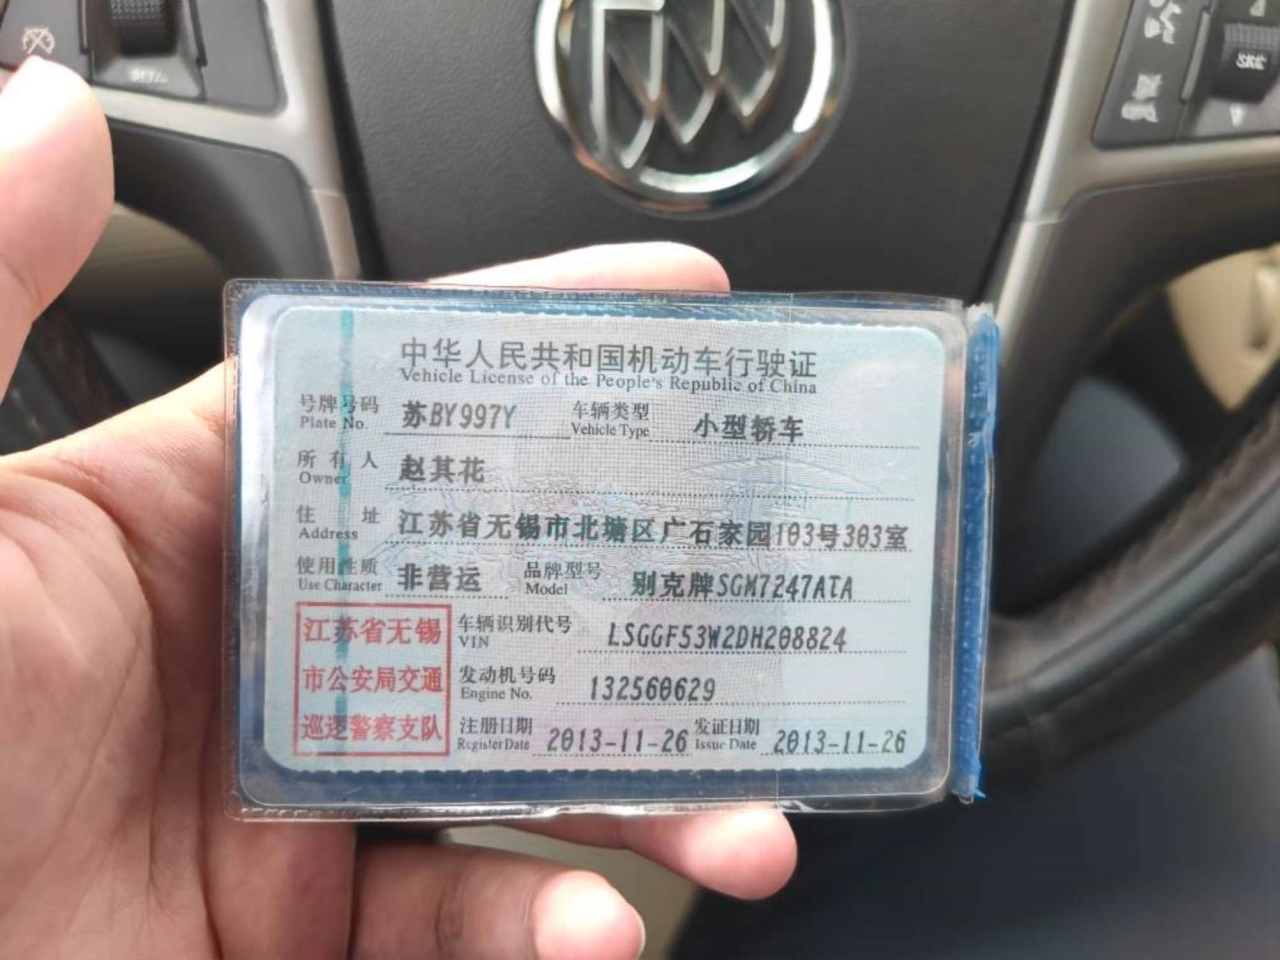 SET/-
SRC
中华人民共和国机动车行驶证
Vehicle License of the People's Republic of China
号牌号码 Plate No. 苏BY997Y 车辆类型 Vehicle Type 小型轿车
所有人 Owner 赵其花
住址 Address 江苏省无锡市北塘区广石家园103号303室
使用性质 Use Character 非营运 品牌型号 Model 别克牌SGM7247ATA
江苏省无锡
市公安局交通
巡逻警察支队
车辆识别代号 VIN LSGGF53W2DH208824
发动机号码 Engine No. 132560629
注册日期 Register Date 2013-11-26 发证日期 Issue Date 2013-11-26